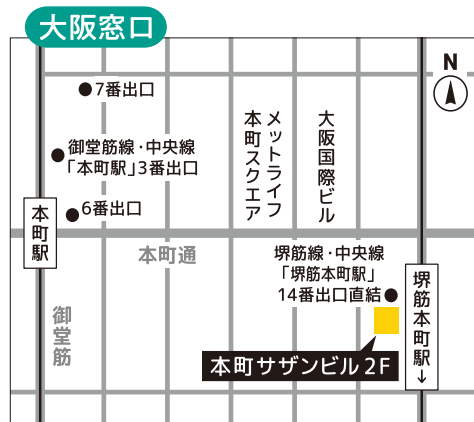 大阪窓口
N
7番出口
御堂筋線・中央線
「本町駅」3番出口
6番出口
本町駅
メットライフ
本町スクエア
大阪国際ビル
本町通
堺筋線・中央線
「堺筋本町駅」
14番出口直結
御堂筋
堺筋本町駅↓
本町サザンビル2F